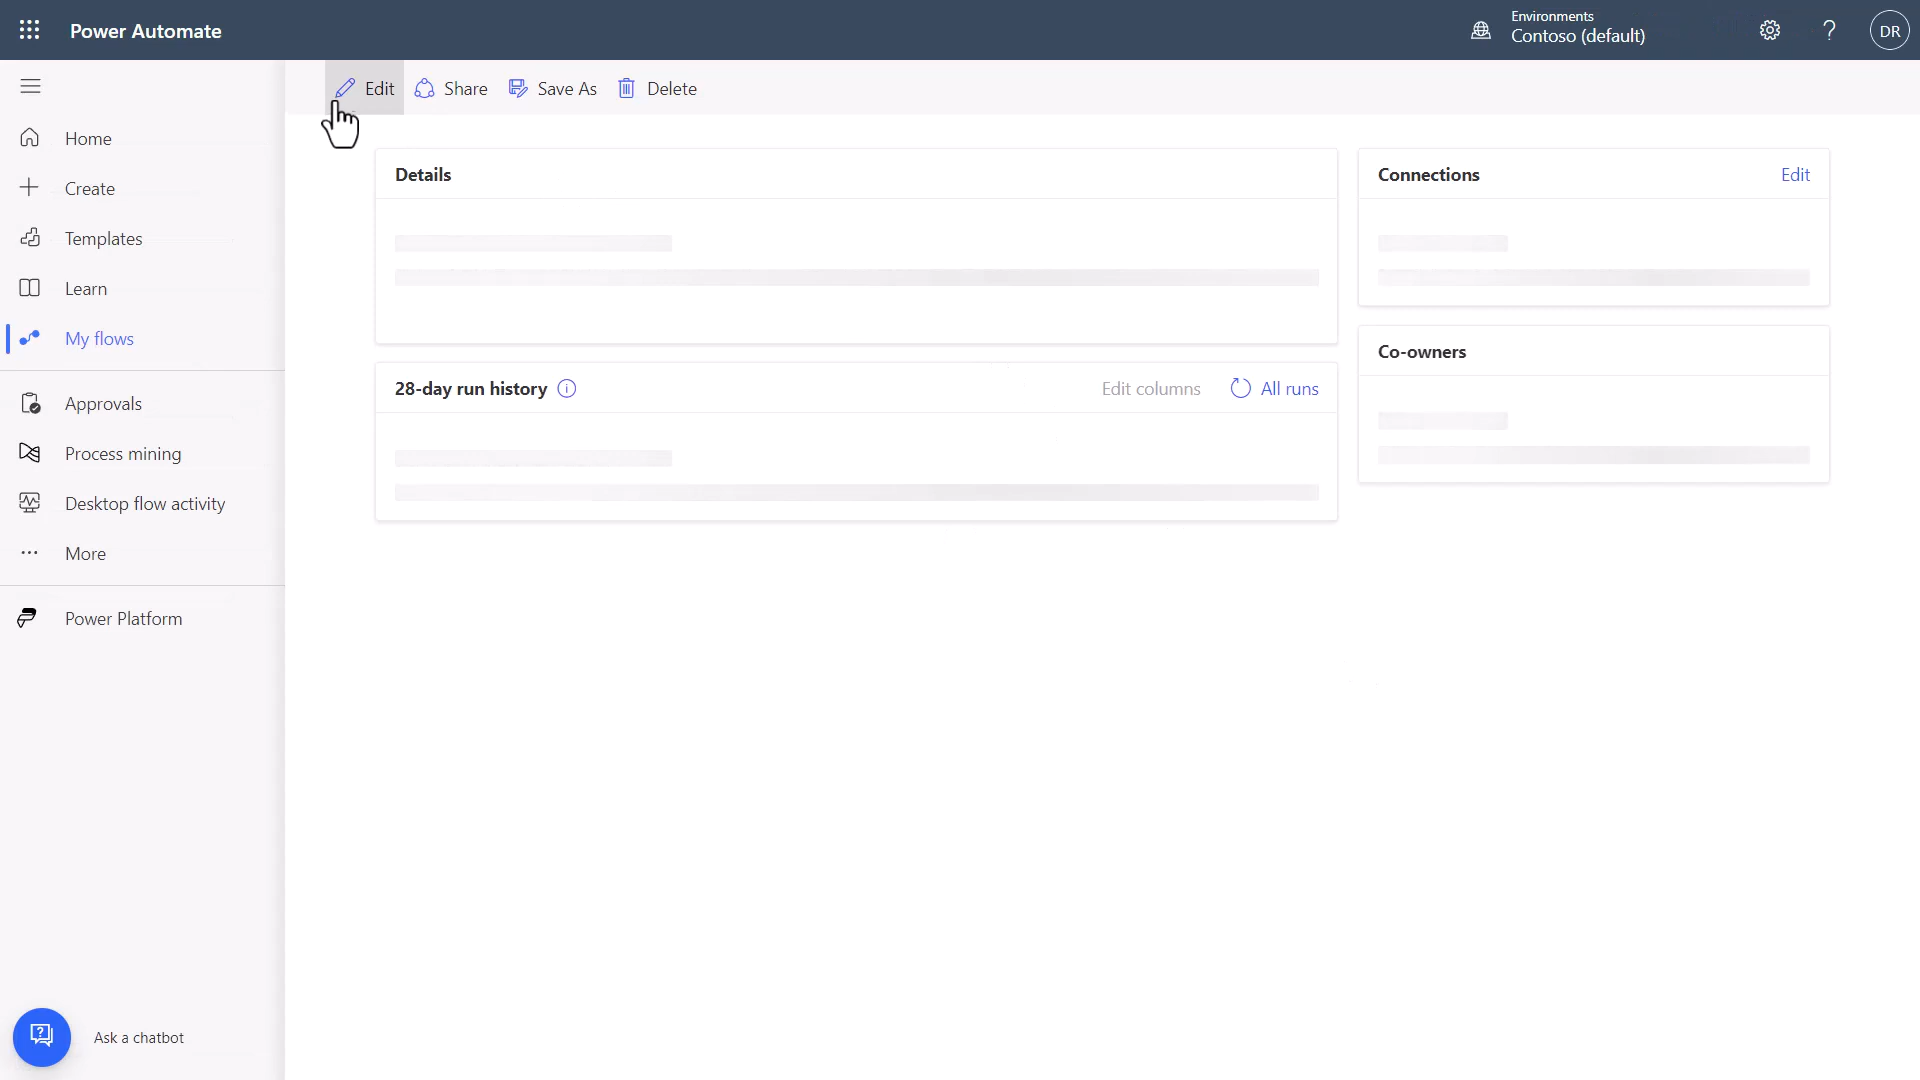 Power Automate
Environments
Contoso (default)
DR
Edit
Share
Save As
Delete
Home
Create
Templates
Learn
My flows
Approvals
Process mining
Desktop flow activity
More
Power Platform
Ask a chatbot
Details
28-day run history
Edit columns
All runs
Connections
Edit
Co-owners